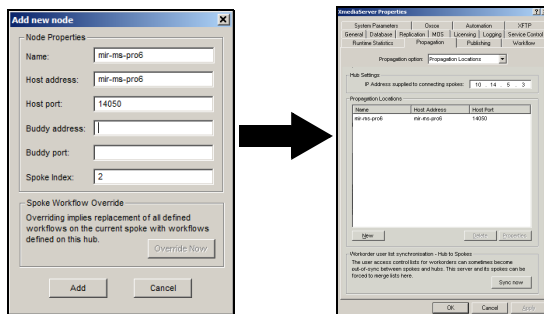 Add new node
Node Properties
Name: mir-ms-pro6
Host address: mir-ms-pro6
Host port: 14050
Buddy address:
Buddy port:
Spoke Index: 2
Spoke Workflow Override
Overriding implies replacement of all defined
workflows on the current spoke with workflows
defined on this hub.
Override Now
Add Cancel
XmediaServer Properties
System Parameters Oxsoe Automation XFTP
General Database Replication MOS Licensing Logging Service Control
Runtime Statistics Propagation Publishing Workflow
Propagation option: Propagation Locations
Hub Settings
IP Address supplied to connecting spokes: 10 . 14 . 5 . 3
Propagation Locations
Name Host Address Host Port
mir-ms-pro6 mir-ms-pro6 14050
New Delete Properties
Workorder user list synchronisation - Hub to Spokes
The user access control lists for workorders can sometimes become
out-of-sync between spokes and hubs. This server and its spokes can be
forced to merge lists here.
Sync now
OK Cancel Apply